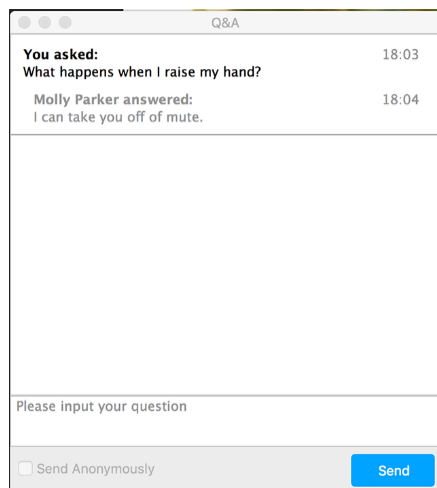 Q&A
You asked: 18:03
What happens when I raise my hand?
Molly Parker answered: 18:04
I can take you off of mute.
Please input your question
Send Anonymously
Send